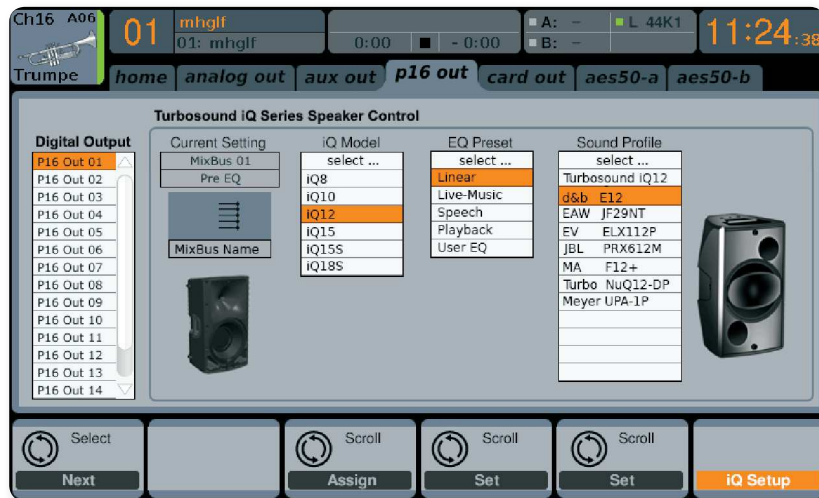 Ch16 A06
Trumpe
01
mhglf
01: mhglf
0:00 - 0:00
A: -
B: -
L 44K1
11:24:38
home analog out aux out p16 out card out aes50-a aes50-b
Turbosound iQ Series Speaker Control
Digital Output
P16 Out 01
P16 Out 02
P16 Out 03
P16 Out 04
P16 Out 05
P16 Out 06
P16 Out 07
P16 Out 08
P16 Out 09
P16 Out 10
P16 Out 11
P16 Out 12
P16 Out 13
P16 Out 14
Current Setting
MixBus 01
Pre EQ
MixBus Name
iQ Model
select ...
iQ8
iQ10
iQ12
iQ15
iQ15S
iQ18S
EQ Preset
select ...
Linear
Live-Music
Speech
Playback
User EQ
Sound Profile
select ...
Turbosound iQ12
d&b E12
EAW JF29NT
EV ELX112P
JBL PRX612M
MA F12+
Turbo NuQ12-DP
Meyer UPA-1P
Select
Next
Scroll
Assign
Scroll
Set
Scroll
Set
iQ Setup